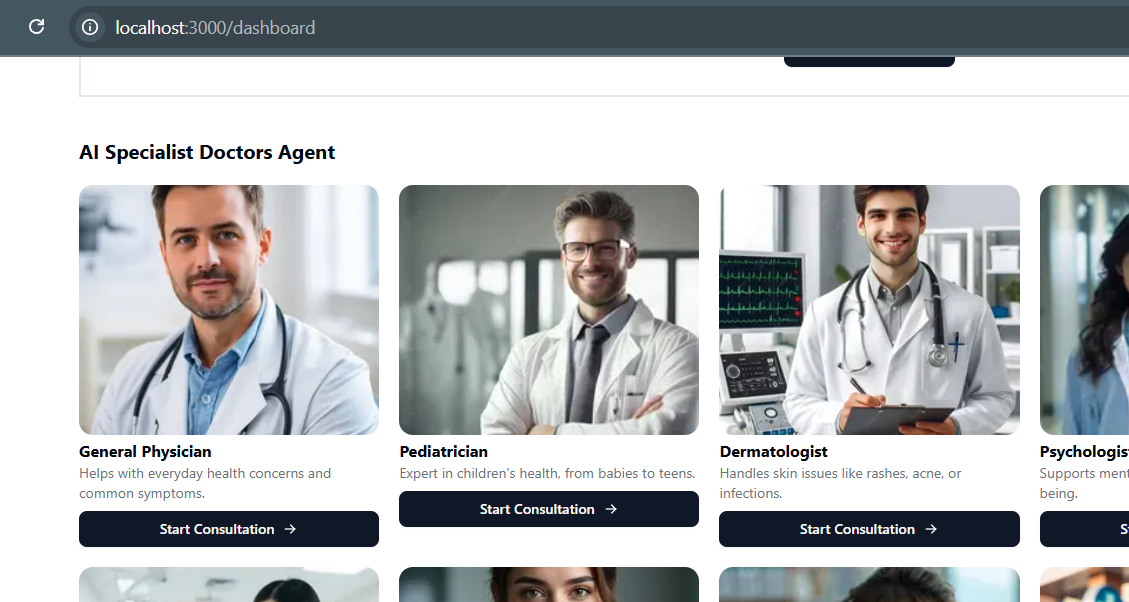 localhost:3000/dashboard
AI Specialist Doctors Agent
General Physician
Helps with everyday health concerns and
common symptoms.
Start Consultation →
Pediatrician
Expert in children's health, from babies to teens.
Start Consultation →
Dermatologist
Handles skin issues like rashes, acne, or
infections.
Start Consultation →
Psychologist
Supports ment
being.
S